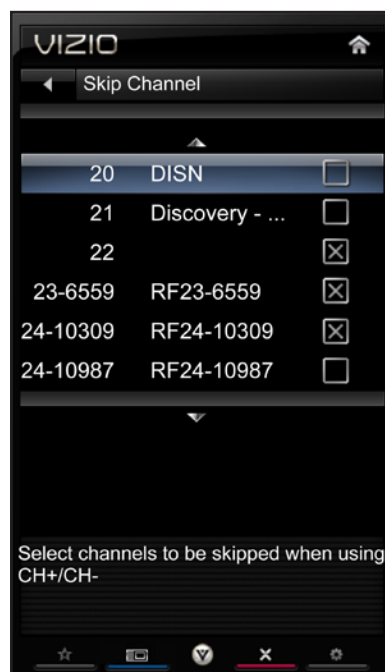 VIZIO
Skip Channel
20 DISN
21 Discovery - ...
22
23-6559 RF23-6559
24-10309 RF24-10309
24-10987 RF24-10987
Select channels to be skipped when using
CH+/CH-